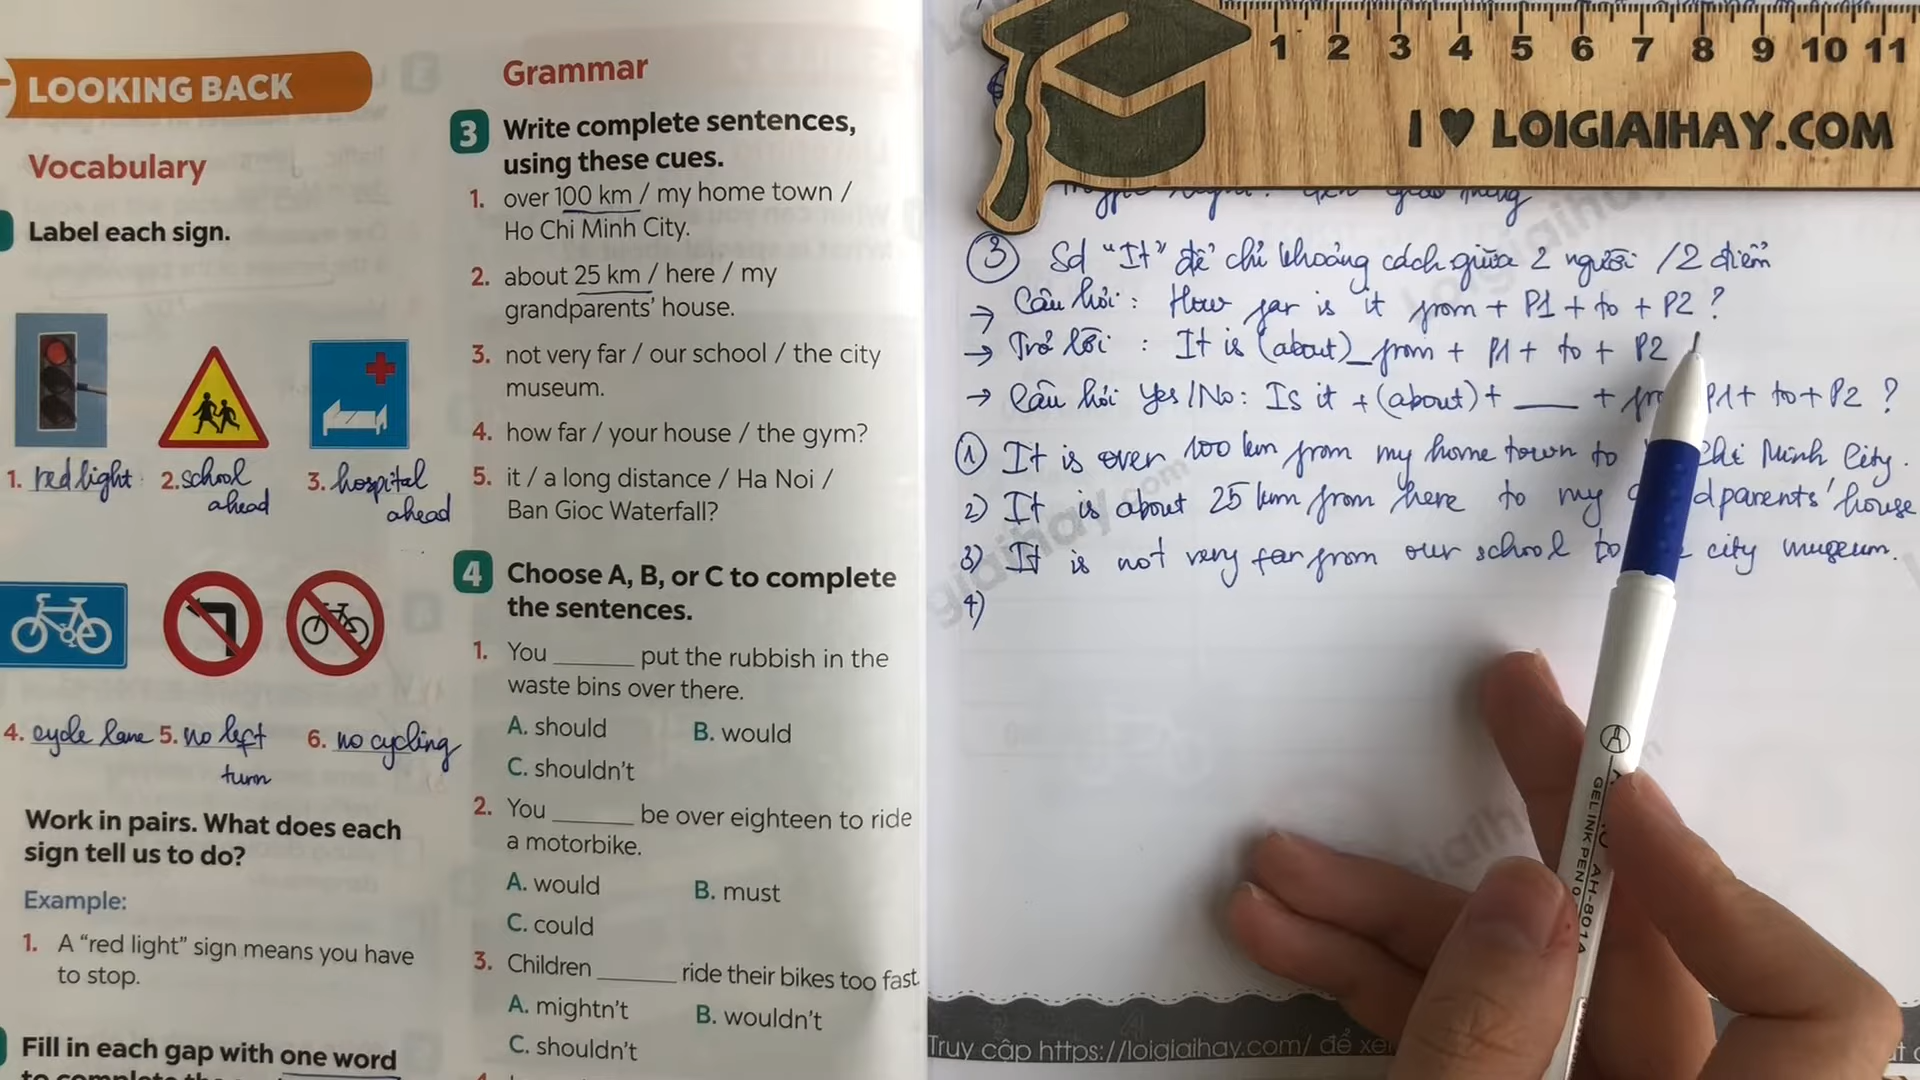 LOOKING BACK
Vocabulary
Label each sign.
1. red light 2. school ahead 3. hospital ahead
4. cycle lane 5. no left turn 6. no cycling
Work in pairs. What does each
sign tell us to do?
Example:
1. A “red light” sign means you have
to stop.
Fill in each gap with one word
Grammar
3 Write complete sentences,
using these cues.
1. over 100 km / my home town /
Ho Chi Minh City.
2. about 25 km / here / my
grandparents’ house.
3. not very far / our school / the city
museum.
4. how far / your house / the gym?
5. it / a long distance / Ha Noi /
Ban Gioc Waterfall?
4 Choose A, B, or C to complete
the sentences.
1. You ______ put the rubbish in the
waste bins over there.
A. should B. would
C. shouldn’t
2. You ______ be over eighteen to ride
a motorbike.
A. would B. must
C. could
3. Children ______ ride their bikes too fast
A. mightn’t B. wouldn’t
C. shouldn’t
1 2 3 4 5 6 7 8 9 10 11
I ♥ LOIGIAIHAY.COM
3 Sd “It” để chỉ khoảng cách giữa 2 người / 2 điểm
→ Câu hỏi : How far is it from + P1 + to + P2 ?
→ Trả lời : It is (about) _ from + P1 + to + P2
→ Câu hỏi Yes/No : Is it + (about) + ___ + P1 + to + P2 ?
1) It is over 100 km from my home town to Chi Minh City.
2) It is about 25 km from here to my dparents’ house
3) It is not very far from our school to city museum.
4)
GEL INK PEN AH-801A
Truy cập https://loigiaihay.com/ để